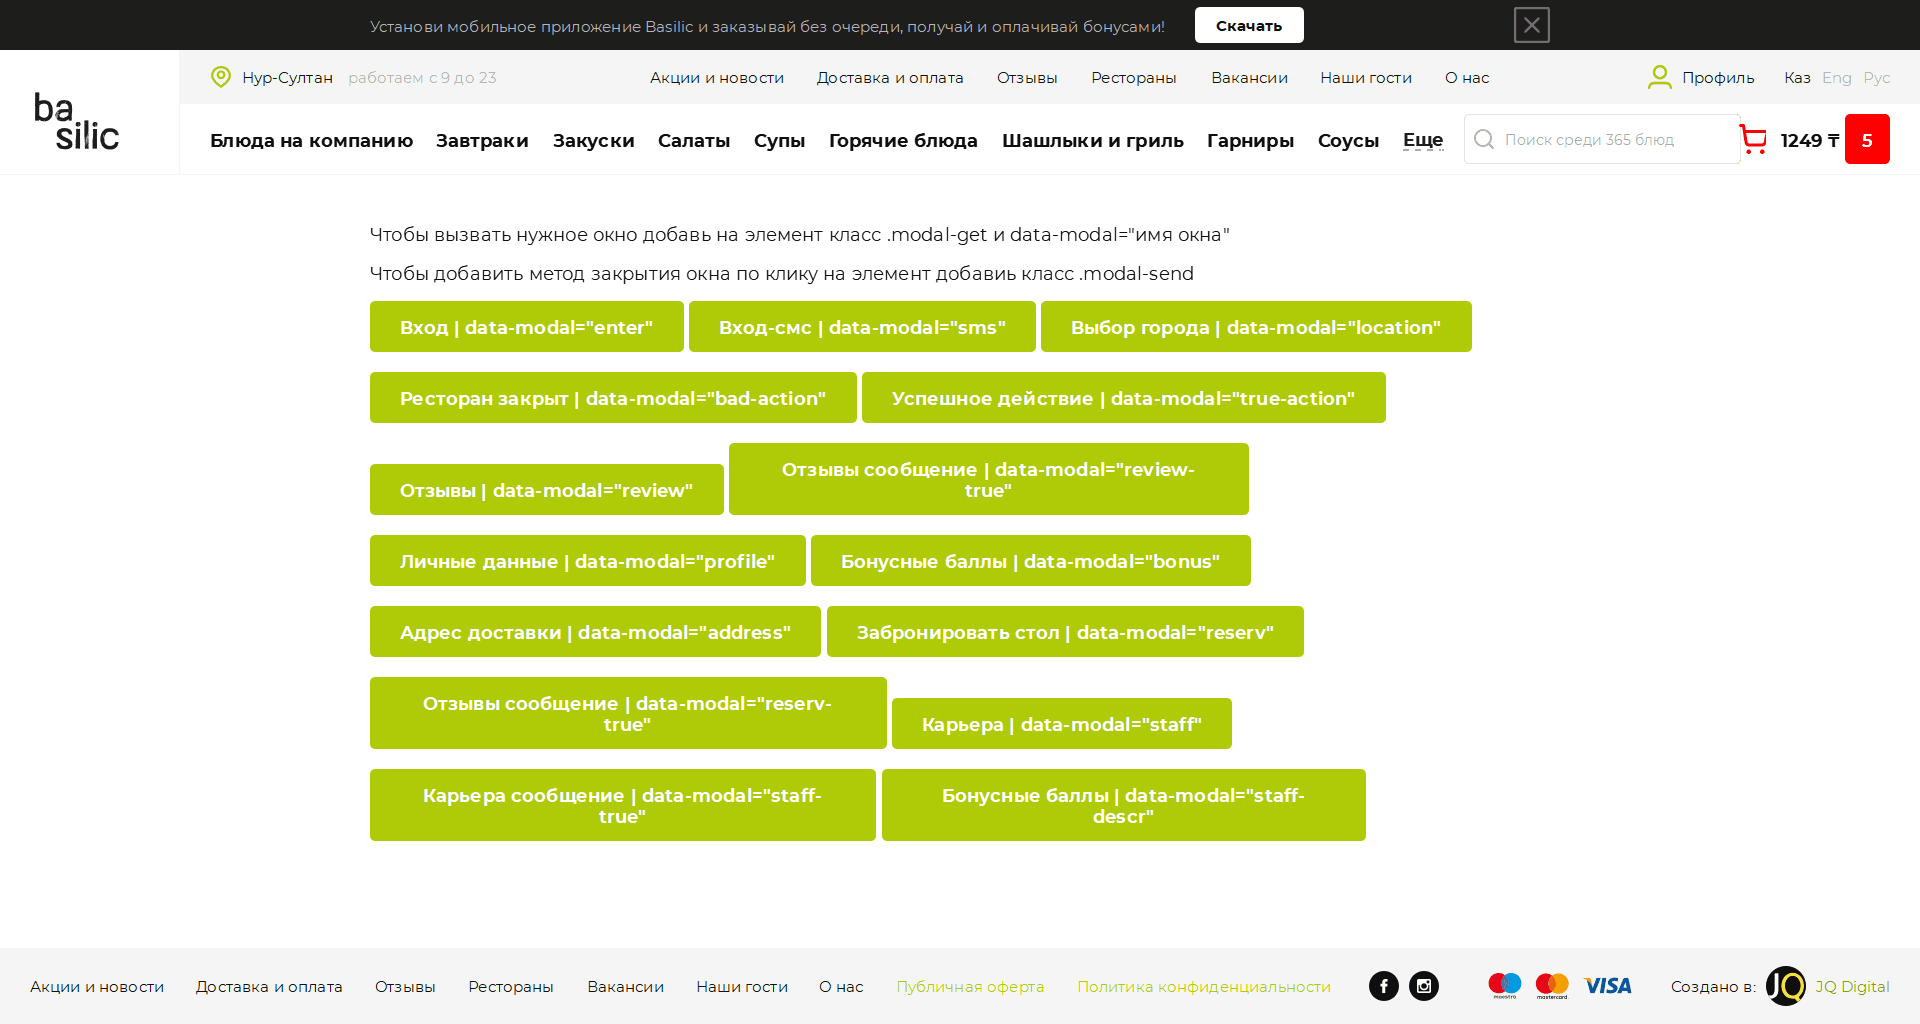 Установи мобильное приложение Basilic и заказывай без очереди, получай и оплачивай бонусами! Скачать
Нур-Султан работаем с 9 до 23 Акции и новости Доставка и оплата Отзывы Рестораны Вакансии Наши гости О нас Профиль Каз Eng Рус
ba
silic
Блюда на компанию Завтраки Закуски Салаты Супы Горячие блюда Шашлыки и гриль Гарниры Соусы Еще Поиск среди 365 блюд 1249 ₸ 5
Чтобы вызвать нужное окно добавь на элемент класс .modal-get и data-modal="имя окна"
Чтобы добавить метод закрытия окна по клику на элемент добавиь класс .modal-send
Вход | data-modal="enter" Вход-смс | data-modal="sms" Выбор города | data-modal="location"
Ресторан закрыт | data-modal="bad-action" Успешное действие | data-modal="true-action"
Отзывы | data-modal="review"
Отзывы сообщение | data-modal="review-
true"
Личные данные | data-modal="profile" Бонусные баллы | data-modal="bonus"
Адрес доставки | data-modal="address" Забронировать стол | data-modal="reserv"
Отзывы сообщение | data-modal="reserv-
true"
Карьера | data-modal="staff"
Карьера сообщение | data-modal="staff-
true"
Бонусные баллы | data-modal="staff-
descr"
Акции и новости Доставка и оплата Отзывы Рестораны Вакансии Наши гости О нас Публичная оферта Политика конфиденциальности maestro mastercard VISA Создано в: JQ JQ Digital